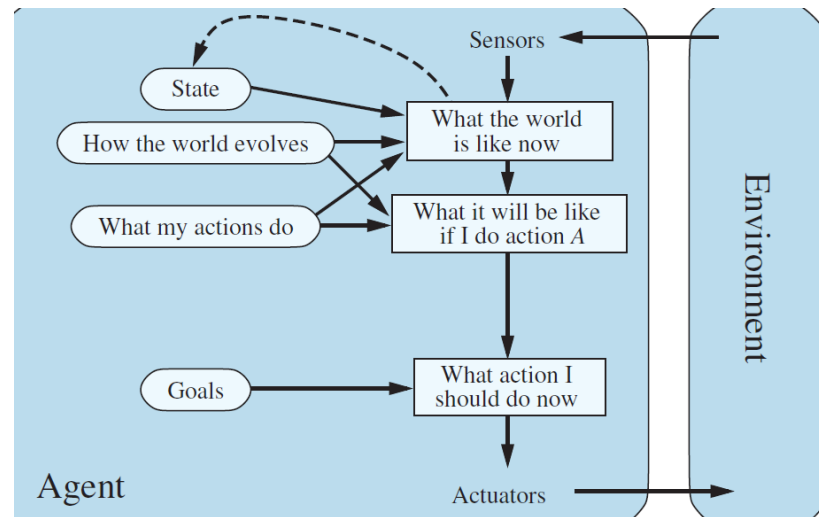 Sensors
State
What the world
is like now
How the world evolves
What it will be like
if I do action A
What my actions do
Environment
What action I
should do now
Goals
Agent
Actuators